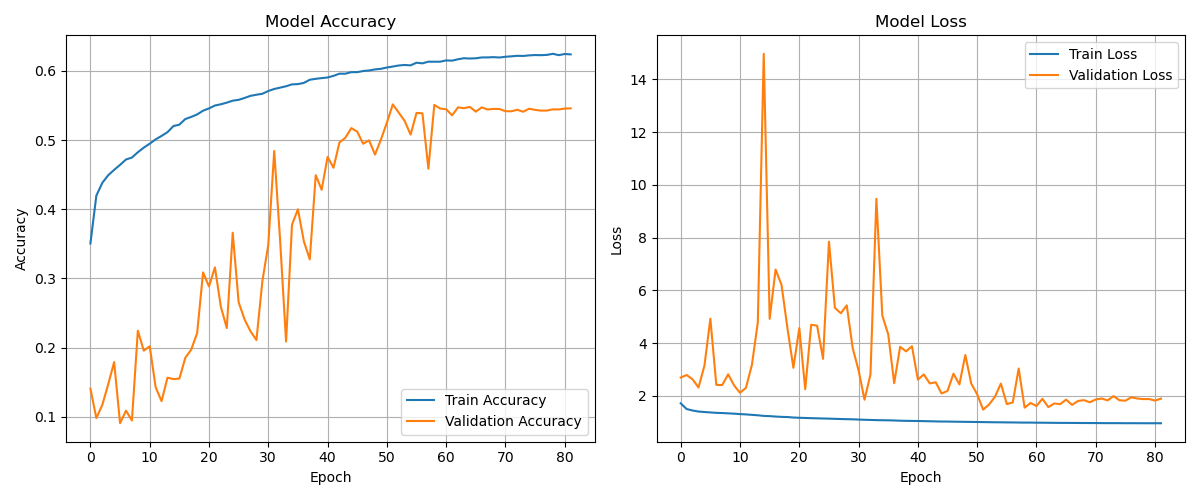 Model Accuracy
Accuracy
0.6
0.5
0.4
0.3
0.2
0.1
0 10 20 30 40 50 60 70 80
Epoch
Train Accuracy
Validation Accuracy
Model Loss
Loss
14
12
10
8
6
4
2
0 10 20 30 40 50 60 70 80
Epoch
Train Loss
Validation Loss